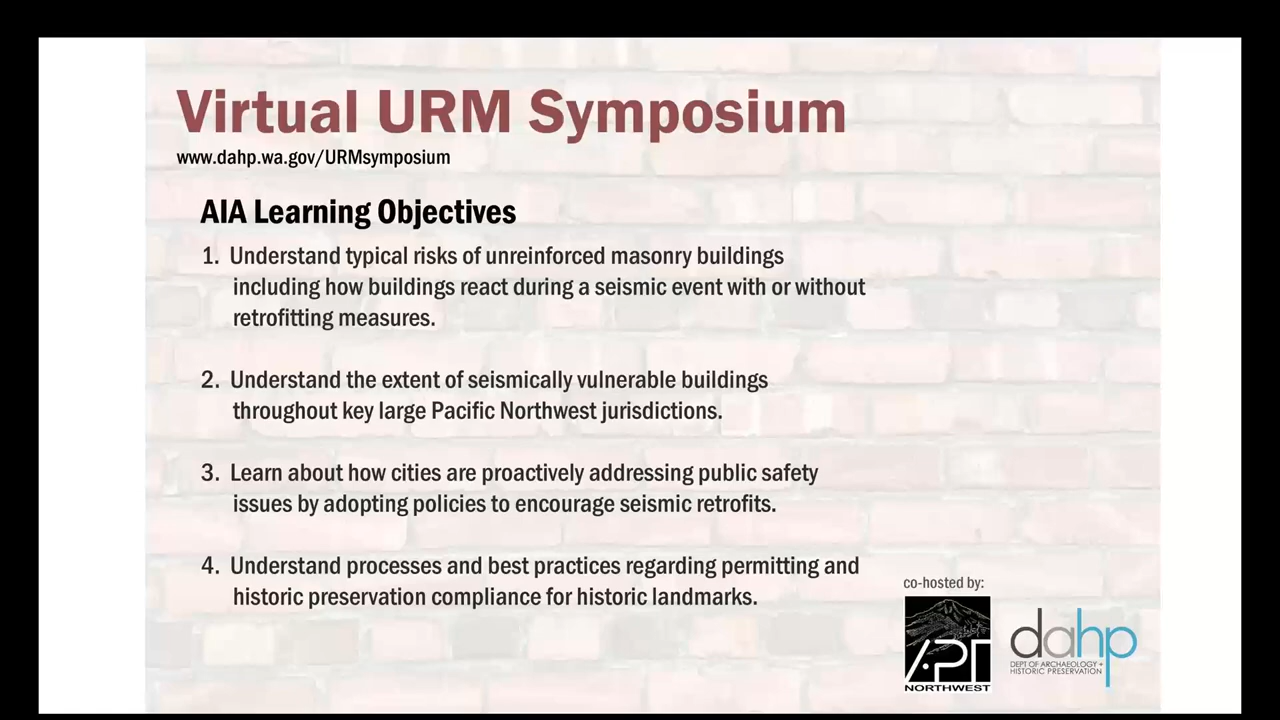 Virtual URM Symposium
www.dahp.wa.gov/URMsymposium
AIA Learning Objectives
1. Understand typical risks of unreinforced masonry buildings
including how buildings react during a seismic event with or without
retrofitting measures.
2. Understand the extent of seismically vulnerable buildings
throughout key large Pacific Northwest jurisdictions.
3. Learn about how cities are proactively addressing public safety
issues by adopting policies to encourage seismic retrofits.
4. Understand processes and best practices regarding permitting and
historic preservation compliance for historic landmarks.
co-hosted by:
APT
NORTHWEST
dahp
DEPT OF ARCHAEOLOGY +
HISTORIC PRESERVATION